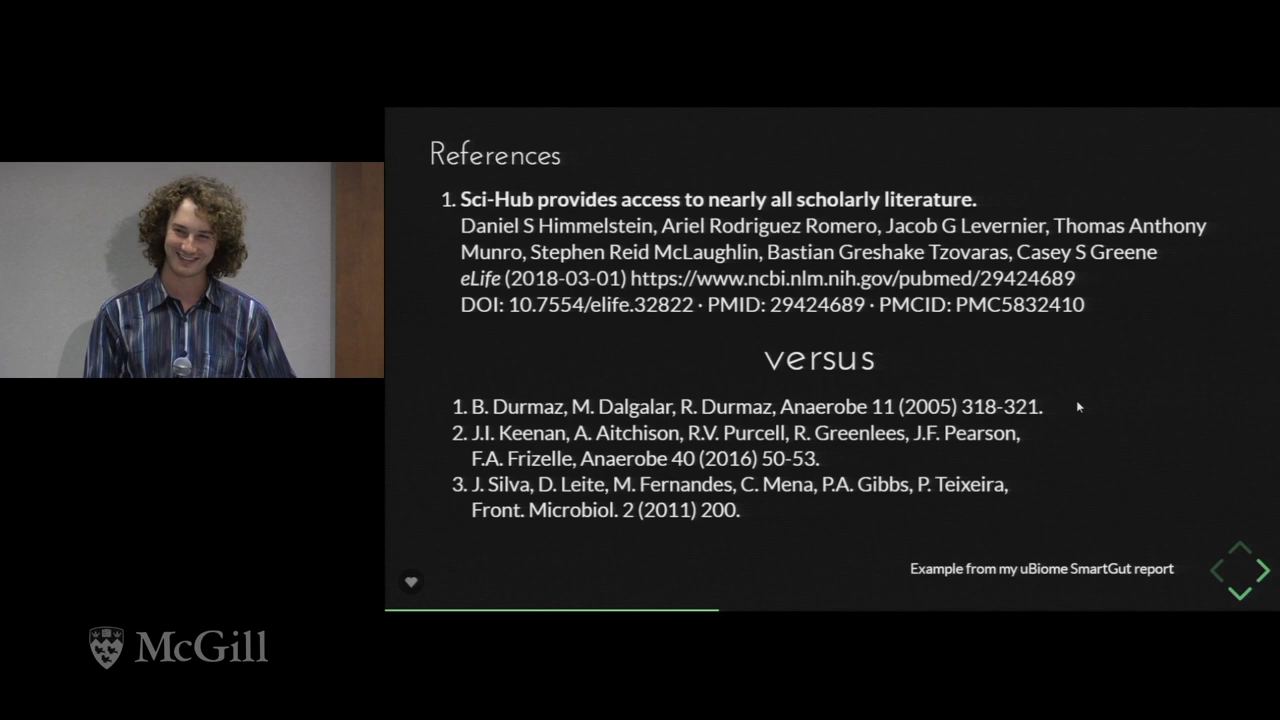 References
1. Sci-Hub provides access to nearly all scholarly literature.
Daniel S Himmelstein, Ariel Rodriguez Romero, Jacob G Levernier, Thomas Anthony
Munro, Stephen Reid McLaughlin, Bastian Greshake Tzovaras, Casey S Greene
eLife (2018-03-01) https://www.ncbi.nlm.nih.gov/pubmed/29424689
DOI: 10.7554/elife.32822 · PMID: 29424689 · PMCID: PMC5832410
versus
1. B. Durmaz, M. Dalgalar, R. Durmaz, Anaerobe 11 (2005) 318-321.
2. J.I. Keenan, A. Aitchison, R.V. Purcell, R. Greenlees, J.F. Pearson,
F.A. Frizelle, Anaerobe 40 (2016) 50-53.
3. J. Silva, D. Leite, M. Fernandes, C. Mena, P.A. Gibbs, P. Teixeira,
Front. Microbiol. 2 (2011) 200.
Example from my uBiome SmartGut report
McGill